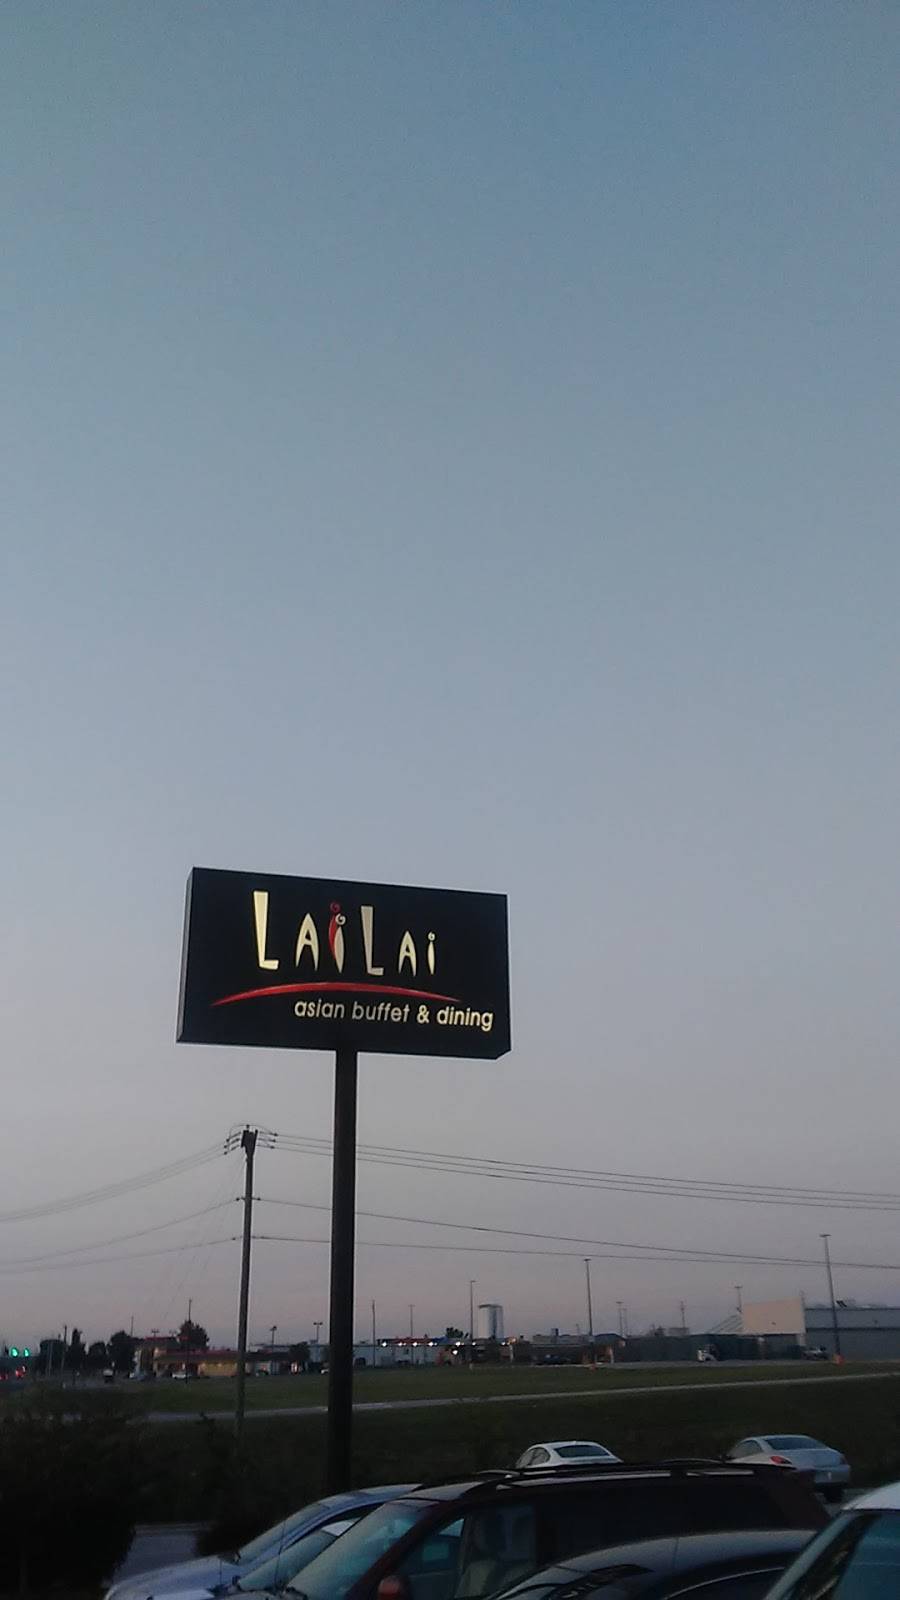 LAiLAi
asian buffet & dining